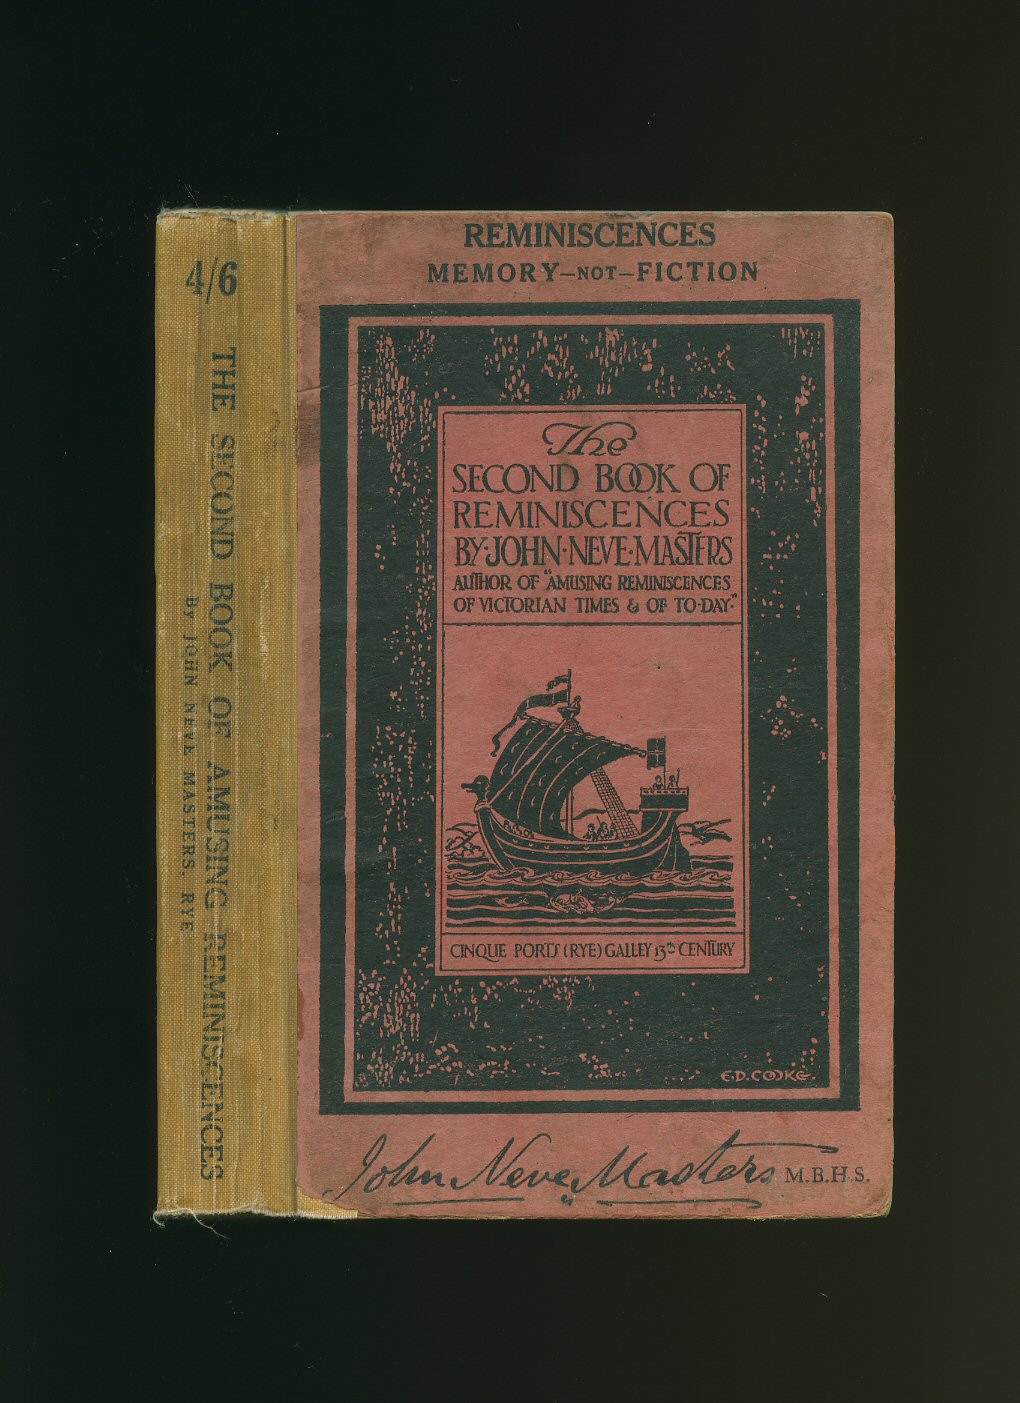 4/6 THE SECOND BOOK OF AMUSING REMINISCENCES
By JOHN NEVE MASTERS, RYE
REMINISCENCES
MEMORY—NOT—FICTION
The
SECOND BOOK OF
REMINISCENCES
BY·JOHN·NEVE·MASTERS
AUTHOR OF "AMUSING REMINISCENCES
OF VICTORIAN TIMES & OF TO·DAY·"
CINQUE PORTS (RYE) GALLEY 13th CENTURY
E.D.COOKE.
John Neve Masters M.B.H.S.